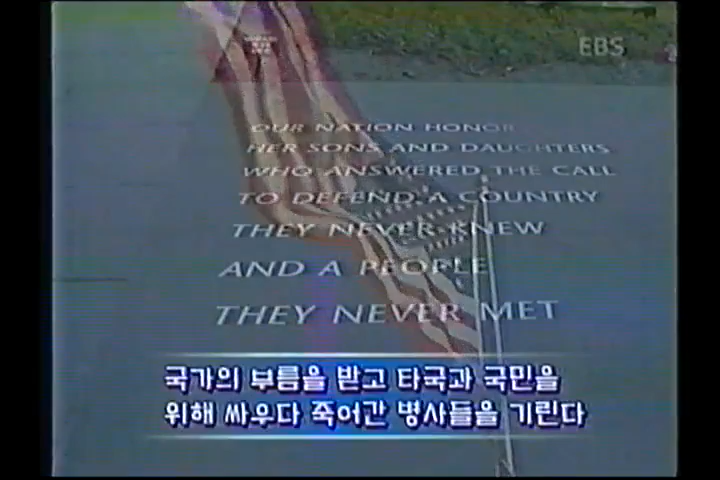 EBS
OUR NATION HONOR
HER SONS AND DAUGHTERS
WHO ANSWERED THE CALL
TO DEFEND A COUNTRY
THEY NEVER KNEW
AND A PEOPLE
THEY NEVER MET
국가의 부름을 받고 타국과 국민을
위해 싸우다 죽어간 병사들을 기린다